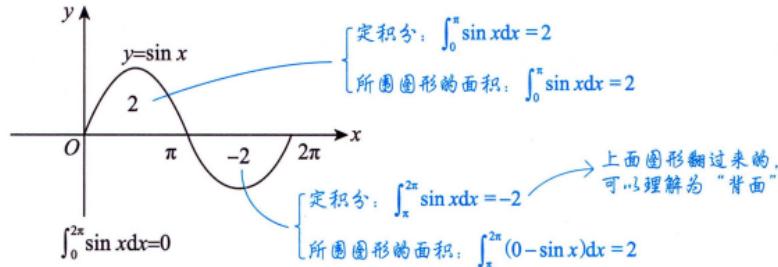 y
y=sin x
2
O
π
-2
2π
x
∫₀^{2π} sin xdx=0
定积分：∫₀^{π} sin xdx = 2
所围图形的面积：∫₀^{π} sin xdx = 2
定积分：∫_{π}^{2π} sin xdx = -2
所围图形的面积：∫_{π}^{2π} (0-sin x)dx = 2
上面图形翻过来的，
可以理解为“背面”